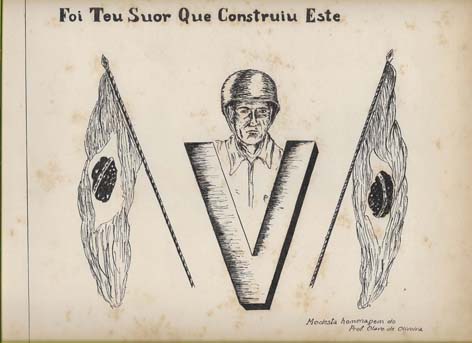 Foi Teu Suor Que Construiu Este
V
Modesta homenagem do
Prof. Olavo de Oliveira